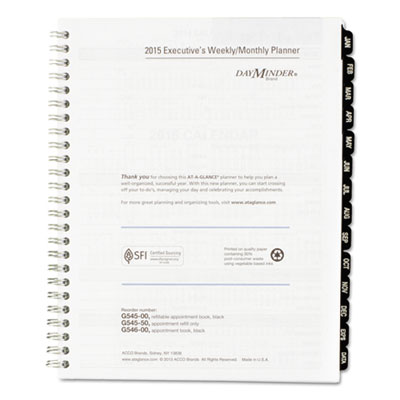 2015 Executive's Weekly/Monthly Planner
DAYMINDER®
Brand
2015 CALENDAR
Thank you for choosing this AT-A-GLANCE® planner to help you plan a
well-organized, successful year. With this new planner, you can start crossing
off your to-do's, managing your days, and celebrating your accomplishments.
For more great planning and organizing tools, visit www.ataglance.com.
SFI
Certified Sourcing
Printed on quality paper
containing 30%
post-consumer waste
using vegetable based inks
Reorder number:
G545-00, refillable appointment book, black
G545-50, appointment refill only
G546-00, appointment book, black
ACCO Brands, Sidney, NY 13838
www.ataglance.com
ACCO Brands. All Rights Reserved. Made in U.S.A.
JAN
FEB
MAR
APR
MAY
JUN
JUL
AUG
SEP
OCT
NOV
DEC
EXPS
DATA